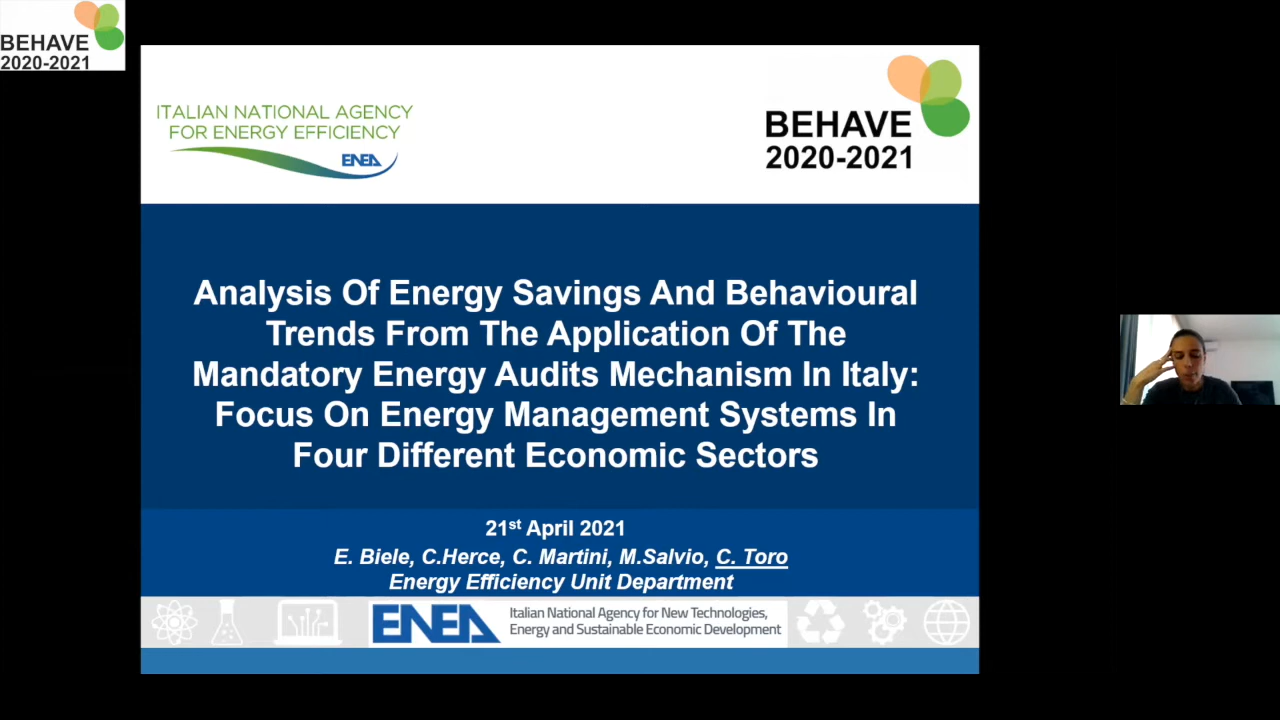 BEHAVE
2020-2021
ITALIAN NATIONAL AGENCY
FOR ENERGY EFFICIENCY
ENEA
BEHAVE
2020-2021
Analysis Of Energy Savings And Behavioural
Trends From The Application Of The
Mandatory Energy Audits Mechanism In Italy:
Focus On Energy Management Systems In
Four Different Economic Sectors
21st April 2021
E. Biele, C.Herce, C. Martini, M.Salvio, C. Toro
Energy Efficiency Unit Department
ENEA
Italian National Agency for New Technologies,
Energy and Sustainable Economic Development